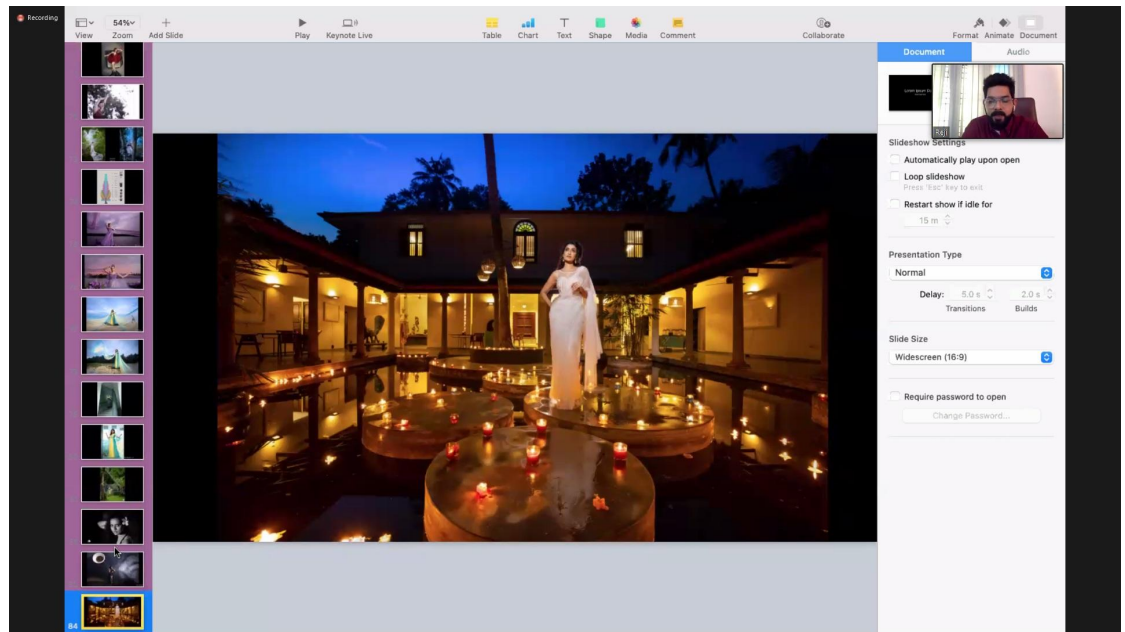 Recording
54%
View Zoom Add Slide Play Keynote Live Table Chart Text Shape Media Comment Collaborate Format Animate Document
Document Audio
Reji
Slideshow Settings
Automatically play upon open
Loop slideshow
Press 'Esc' key to exit
Restart show if idle for
15 m
Presentation Type
Normal
Delay: 5.0 s 2.0 s
Transitions Builds
Slide Size
Widescreen (16:9)
Require password to open
Change Password...
84